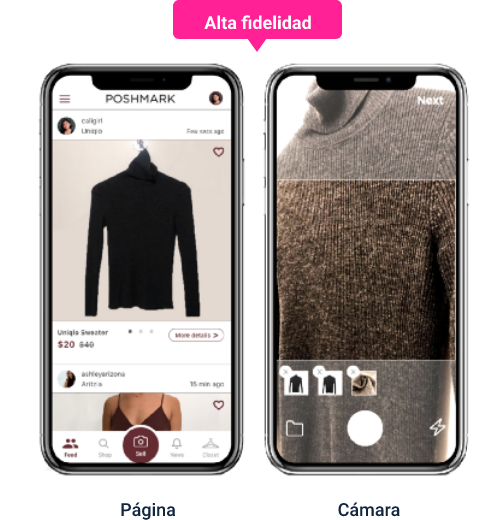 Alta fidelidad
POSHMARK
caligirl
Uniqlo
Few secs ago
Uniqlo Sweater
$20 $40
More details >
ashleyarizona
Aritzia
15 min ago
Feed
Shop
Sell
News
Closet
Next
Página
Cámara